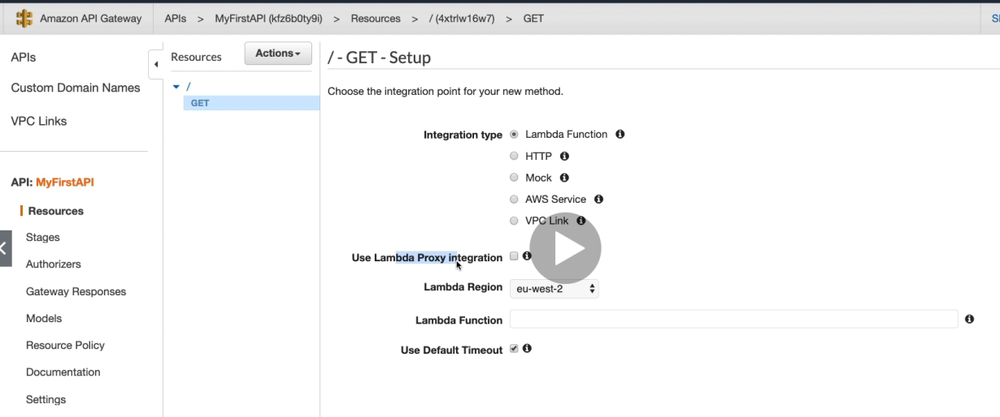 Amazon API Gateway APIs > MyFirstAPI (kfz6b0ty9i) > Resources > / (4xtrlw16w7) > GET
APIs
Custom Domain Names
VPC Links
API: MyFirstAPI
Resources
Stages
Authorizers
Gateway Responses
Models
Resource Policy
Documentation
Settings
Resources Actions
/
GET
/ - GET - Setup
Choose the integration point for your new method.
Integration type Lambda Function
HTTP
Mock
AWS Service
VPC Link
Use Lambda Proxy integration
Lambda Region eu-west-2
Lambda Function
Use Default Timeout